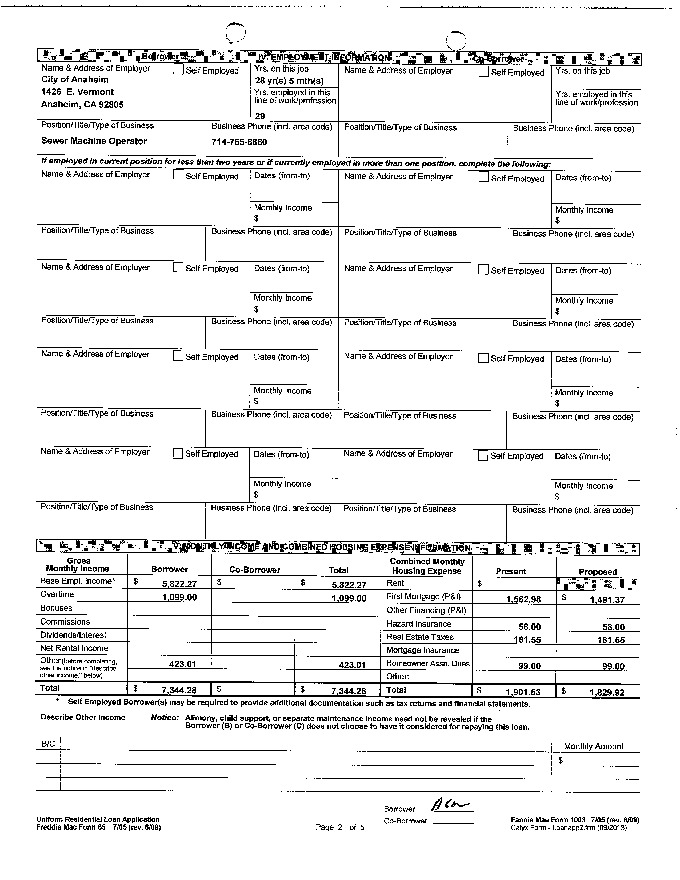 Borrower IV. EMPLOYMENT INFORMATION Co-Borrower
Name & Address of Employer Self Employed Yrs. on this job Name & Address of Employer Self Employed Yrs. on this job
City of Anaheim 28 yr(s) 5 mth(s)
1426 E. Vermont Yrs. employed in this line of work/profession Yrs. employed in this line of work/profession
Anaheim, CA 92805
29
Position/Title/Type of Business Business Phone (incl. area code) Position/Title/Type of Business Business Phone (incl. area code)
Sewer Machine Operator 714-765-6860
If employed in current position for less than two years or if currently employed in more than one position, complete the following:
Name & Address of Employer Self Employed Dates (from-to) Name & Address of Employer Self Employed Dates (from-to)
Monthly Income Monthly Income
$ $
Position/Title/Type of Business Business Phone (incl. area code) Position/Title/Type of Business Business Phone (incl. area code)
Name & Address of Employer Self Employed Dates (from-to) Name & Address of Employer Self Employed Dates (from-to)
Monthly Income Monthly Income
$ $
Position/Title/Type of Business Business Phone (incl. area code) Position/Title/Type of Business Business Phone (incl. area code)
Name & Address of Employer Self Employed Dates (from-to) Name & Address of Employer Self Employed Dates (from-to)
Monthly Income Monthly Income
$ $
Position/Title/Type of Business Business Phone (incl. area code) Position/Title/Type of Business Business Phone (incl. area code)
Name & Address of Employer Self Employed Dates (from-to) Name & Address of Employer Self Employed Dates (from-to)
Monthly Income Monthly Income
$ $
Position/Title/Type of Business Business Phone (incl. area code) Position/Title/Type of Business Business Phone (incl. area code)
V. MONTHLY INCOME AND COMBINED HOUSING EXPENSE INFORMATION
Gross Monthly Income Borrower Co-Borrower Total Combined Monthly Housing Expense Present Proposed
Base Empl. Income* $ 5,822.27 $ $ 5,822.27 Rent $
Overtime 1,099.00 1,099.00 First Mortgage (P&I) 1,562.98 $ 1,491.37
Bonuses Other Financing (P&I)
Commissions Hazard Insurance 58.00 58.00
Dividends/Interest Real Estate Taxes 181.55 181.55
Net Rental Income Mortgage Insurance
Other (before completing, see the notice in "describe other income," below) 423.01 423.01 Homeowner Assn. Dues 99.00 99.00
Other:
Total $ 7,344.28 $ $ 7,344.28 Total $ 1,901.53 $ 1,829.92
* Self Employed Borrower(s) may be required to provide additional documentation such as tax returns and financial statements.
Describe Other Income Notice: Alimony, child support, or separate maintenance income need not be revealed if the
Borrower (B) or Co-Borrower (C) does not choose to have it considered for repaying this loan.
B/C Monthly Amount
$
Borrower
Co-Borrower
Uniform Residential Loan Application Fannie Mae Form 1003 7/05 (rev. 6/09)
Freddie Mac Form 65 7/05 (rev. 6/09) Page 2 of 5 Calyx Form - Loanapp2.frm (09/2013)